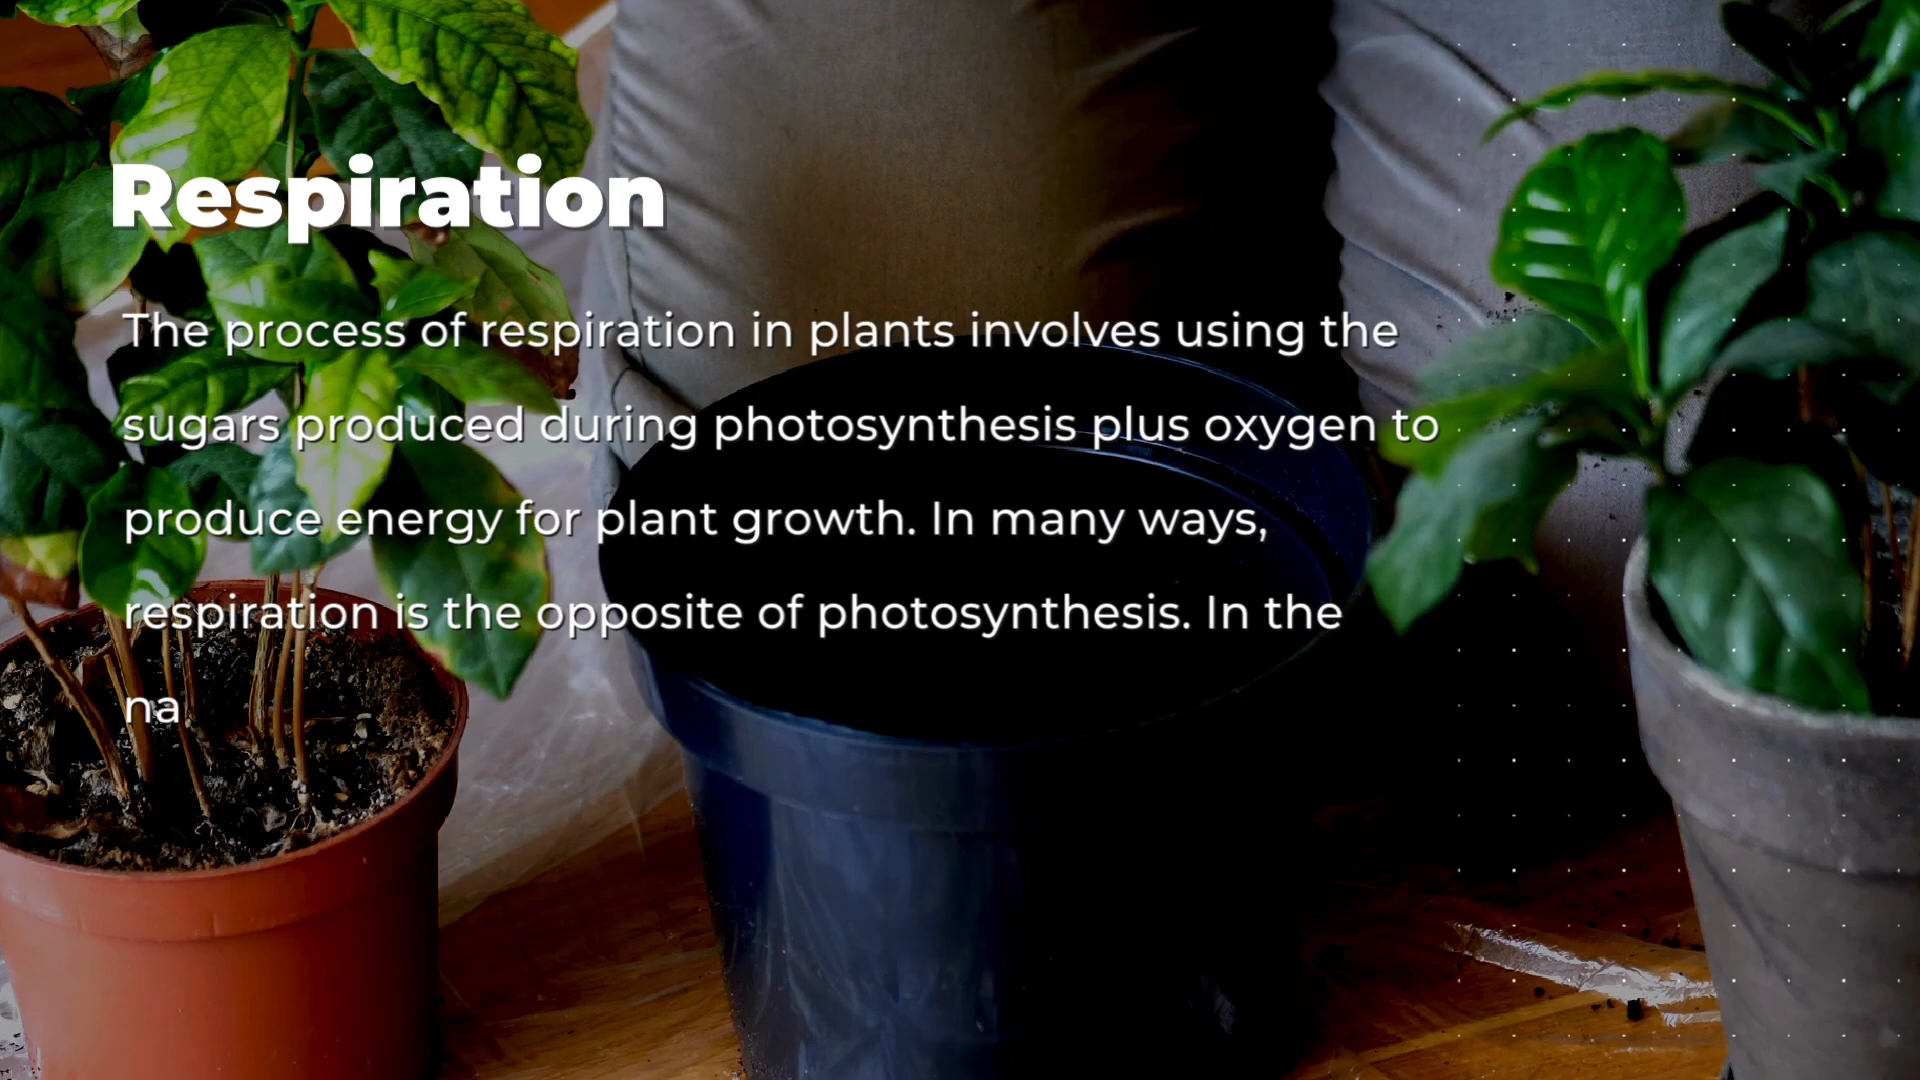 Respiration
The process of respiration in plants involves using the
sugars produced during photosynthesis plus oxygen to
produce energy for plant growth. In many ways,
respiration is the opposite of photosynthesis. In the
na